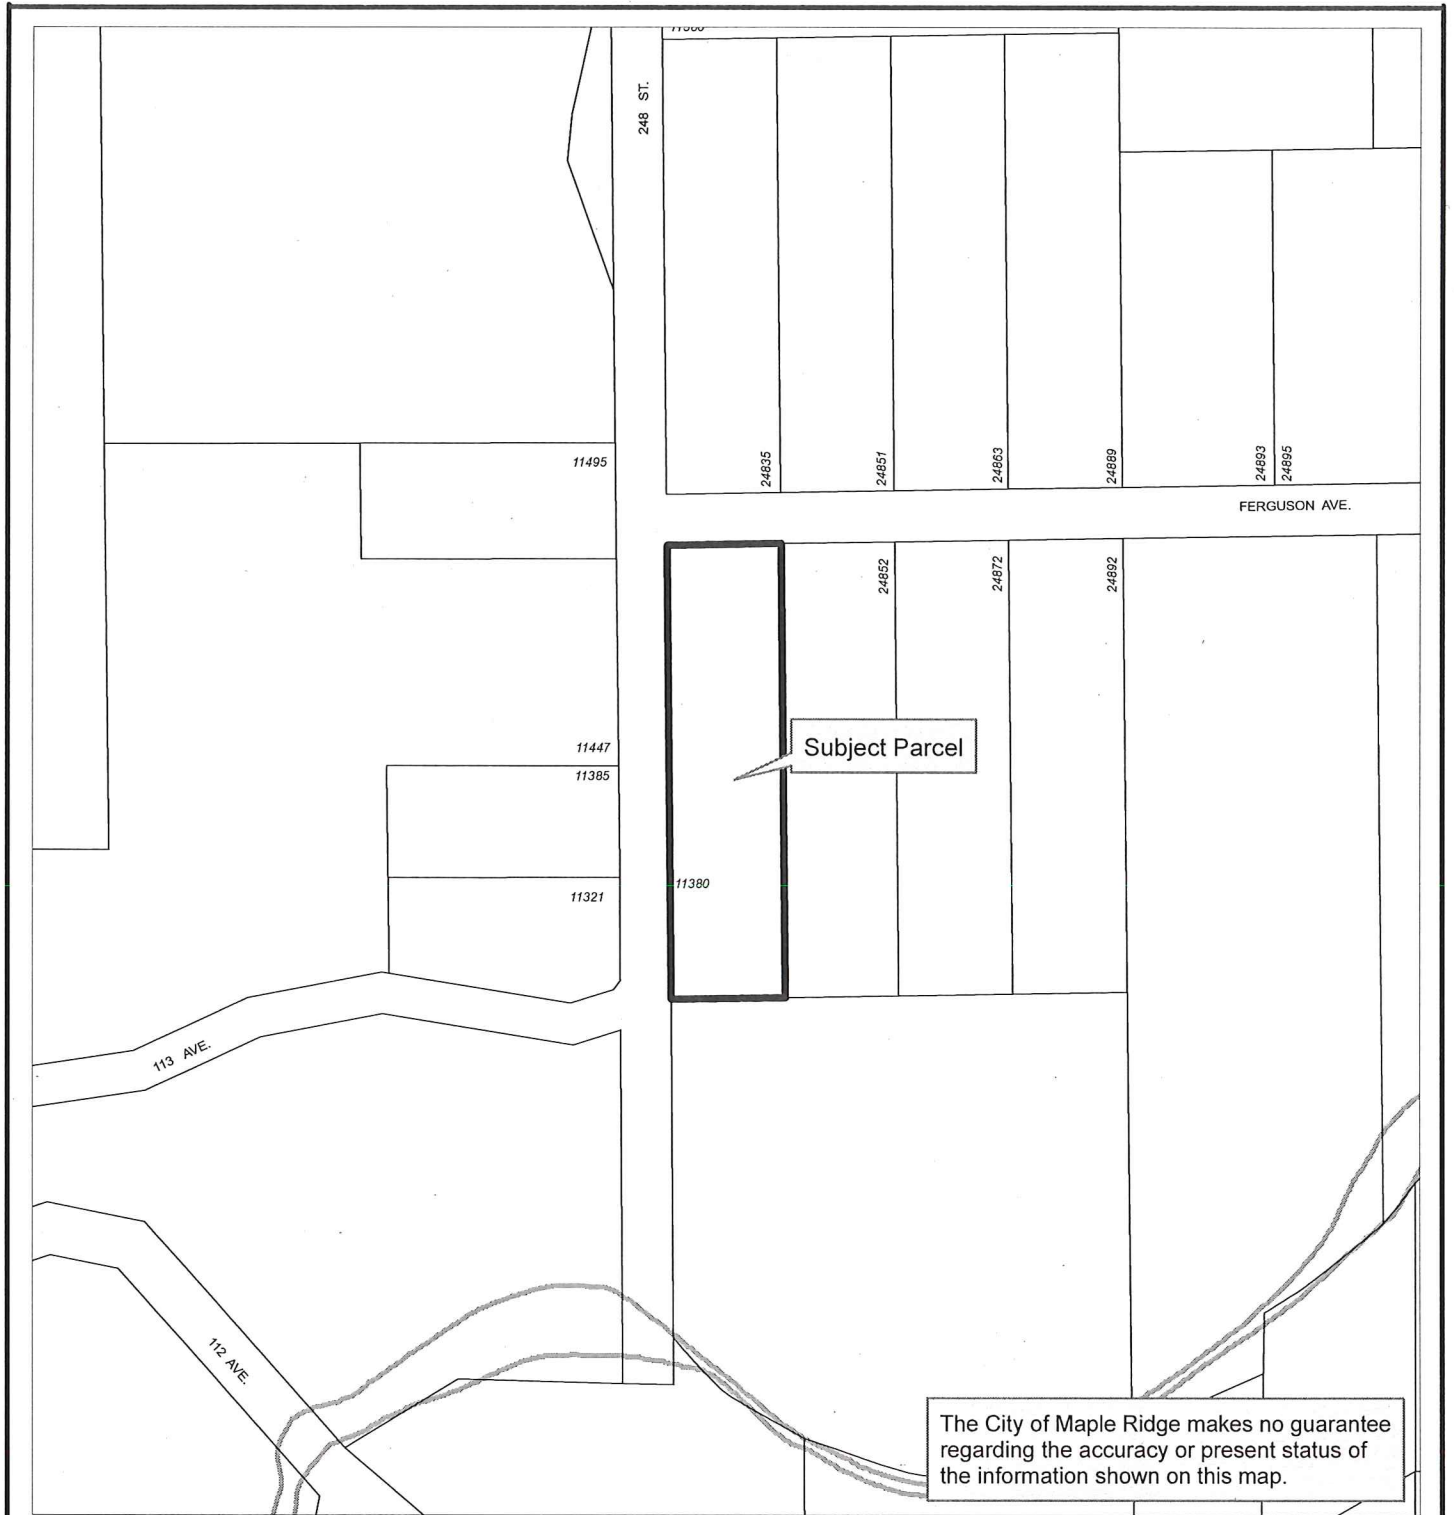 248 ST.
11495
24835
24851
24863
24889
24893
24895
FERGUSON AVE.
24852
24872
24892
11447
Subject Parcel
11385
11380
11321
113 AVE.
112 AVE.
The City of Maple Ridge makes no guarantee
regarding the accuracy or present status of
the information shown on this map.